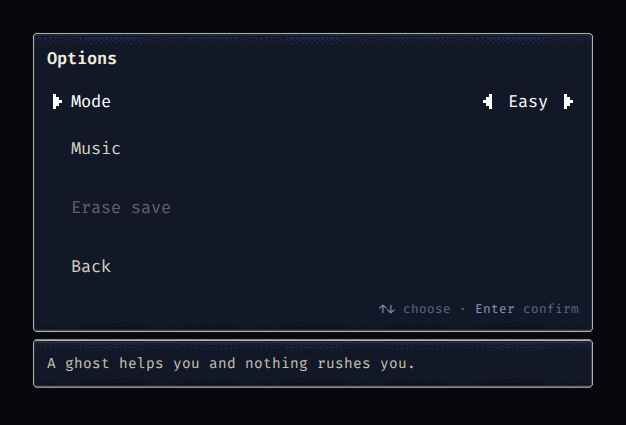 Options
Mode Easy
Music
Erase save
Back
↑↓ choose · Enter confirm
A ghost helps you and nothing rushes you.